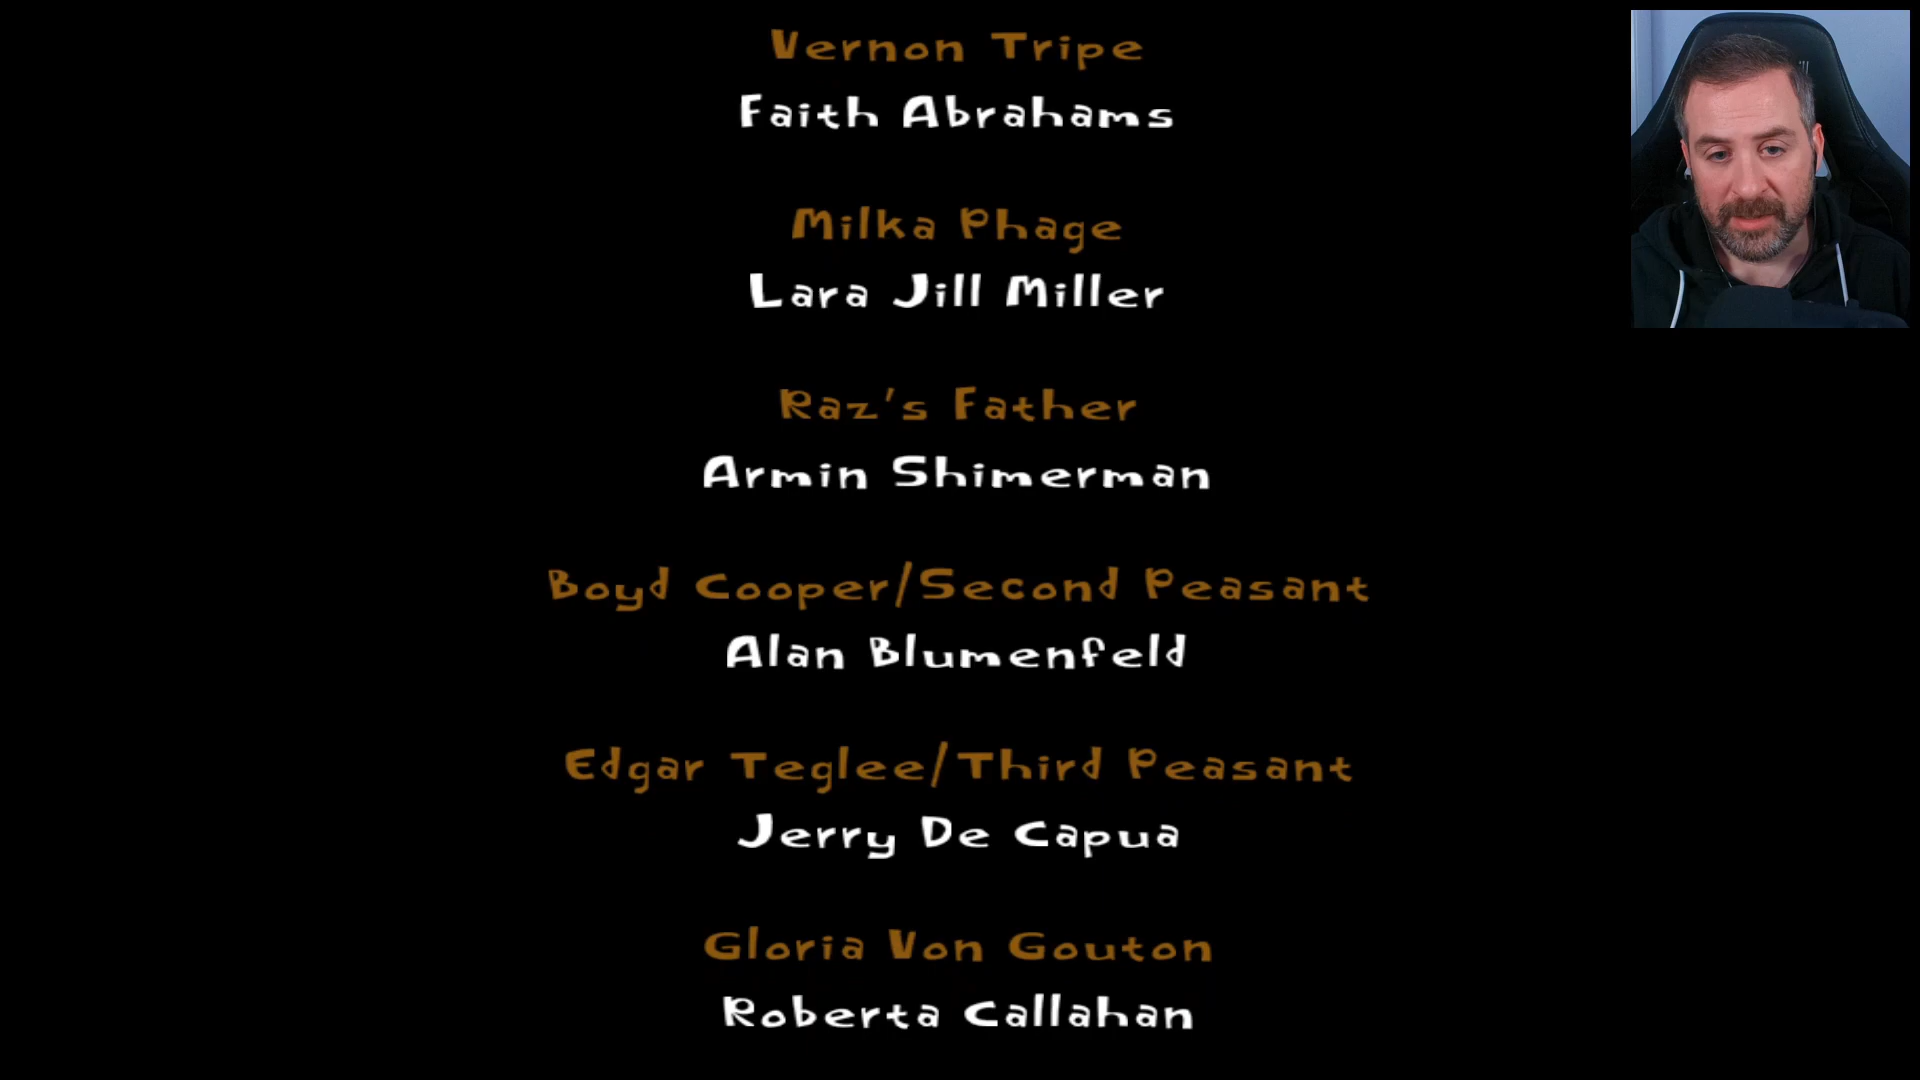 Vernon Tripe
Faith Abrahams
Milka Phage
Lara Jill Miller
Raz's Father
Armin Shimerman
Boyd Cooper/Second Peasant
Alan Blumenfeld
Edgar Teglee/Third Peasant
Jerry De Capua
Gloria Von Gouton
Roberta Callahan